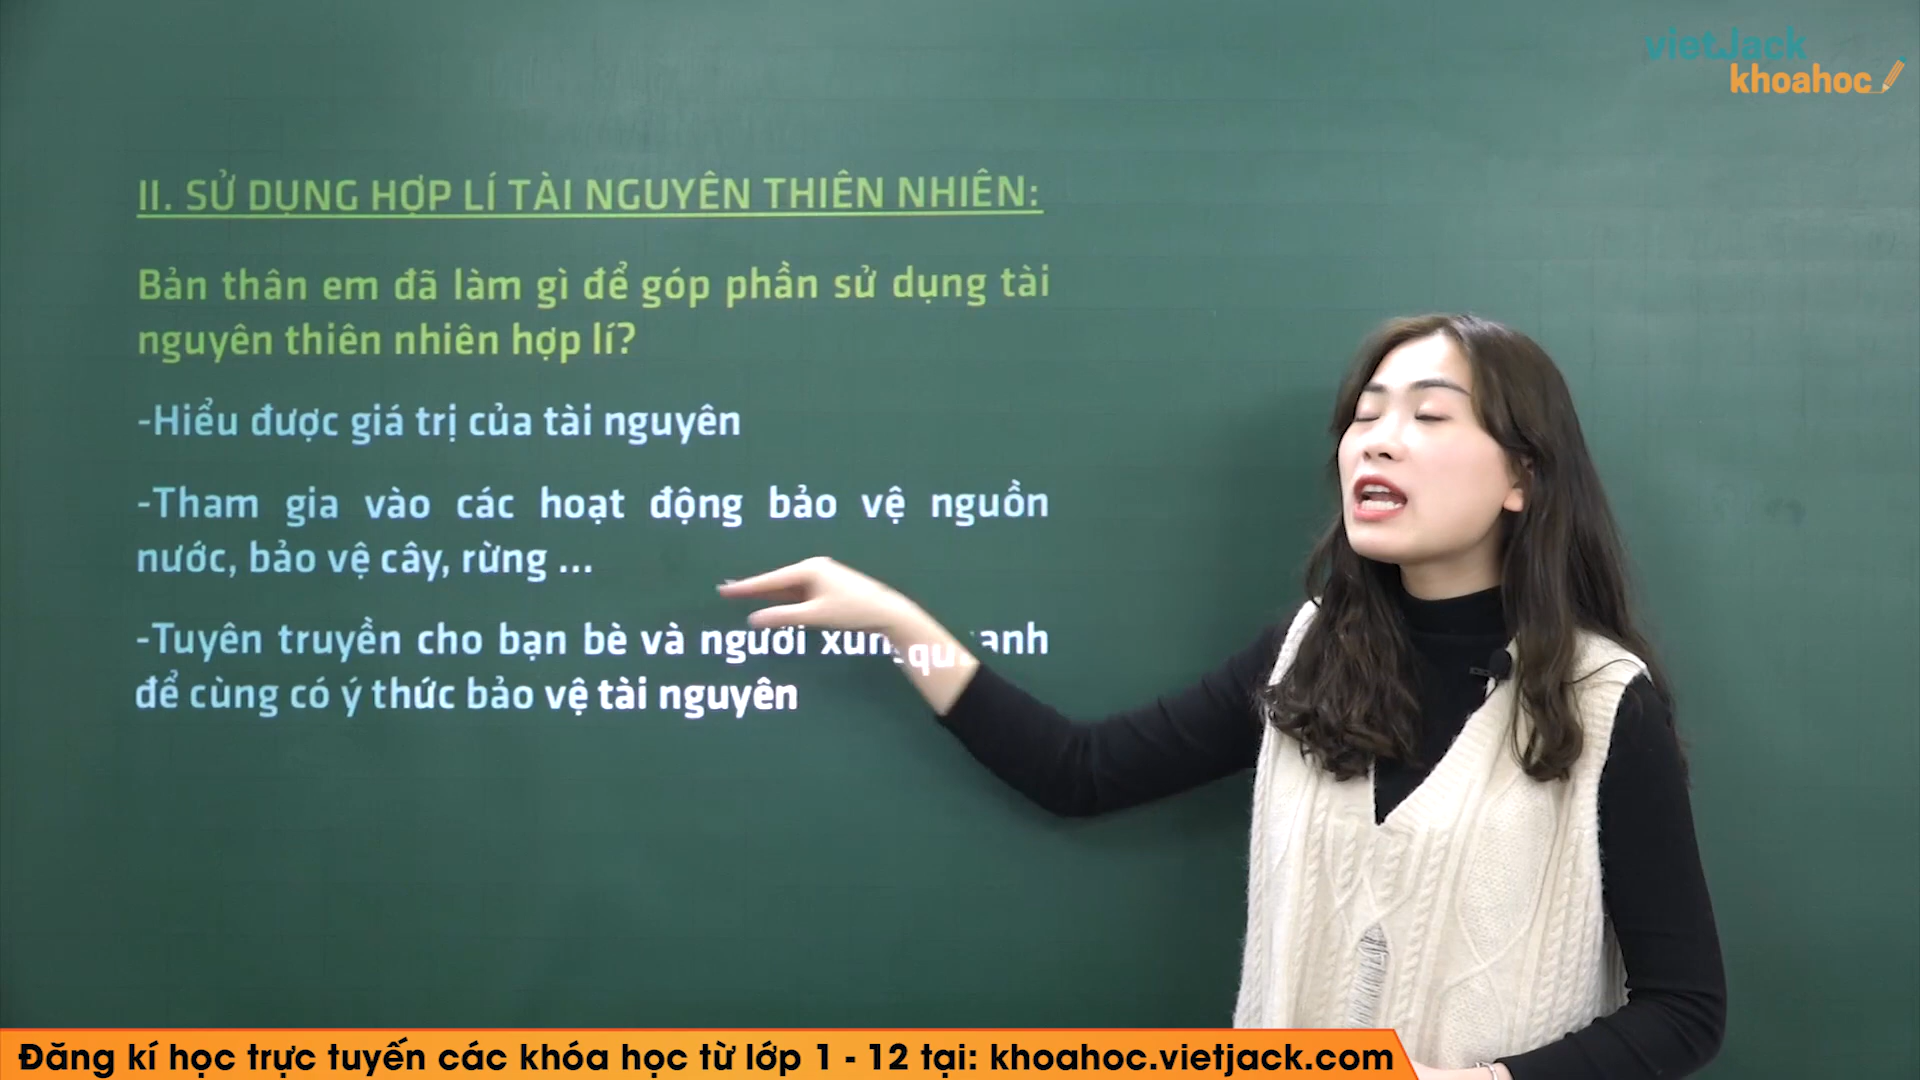 vietJack
khoahoc
II. SỬ DỤNG HỢP LÍ TÀI NGUYÊN THIÊN NHIÊN:
Bản thân em đã làm gì để góp phần sử dụng tài
nguyên thiên nhiên hợp lí?
-Hiểu được giá trị của tài nguyên
-Tham gia vào các hoạt động bảo vệ nguồn
nước, bảo vệ cây, rừng ...
-Tuyên truyền cho bạn bè và người xung quanh
để cùng có ý thức bảo vệ tài nguyên
Đăng kí học trực tuyến các khóa học từ lớp 1 - 12 tại: khoahoc.vietjack.com